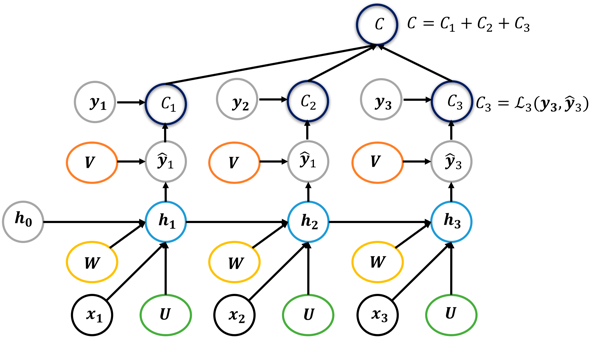 C C = C₁ + C₂ + C₃
y₁ C₁ y₂ C₂ y₃ C₃ C₃ = ℒ₃(y₃, ŷ₃)
V ŷ₁ V ŷ₁ V ŷ₃
h₀ h₁ h₂ h₃
W W W
x₁ U x₂ U x₃ U